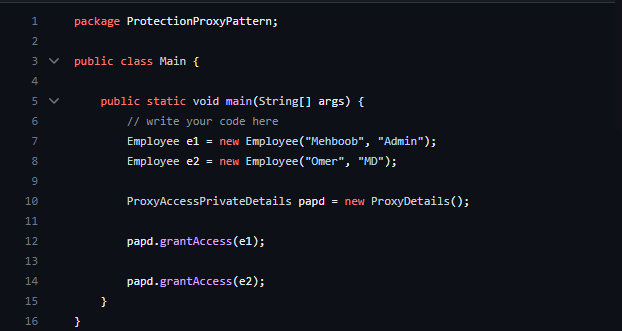 1 package ProtectionProxyPattern;
2
3 public class Main {
4
5 public static void main(String[] args) {
6 // write your code here
7 Employee e1 = new Employee("Mehboob", "Admin");
8 Employee e2 = new Employee("Omer", "MD");
9
10 ProxyAccessPrivateDetails papd = new ProxyDetails();
11
12 papd.grantAccess(e1);
13
14 papd.grantAccess(e2);
15 }
16 }